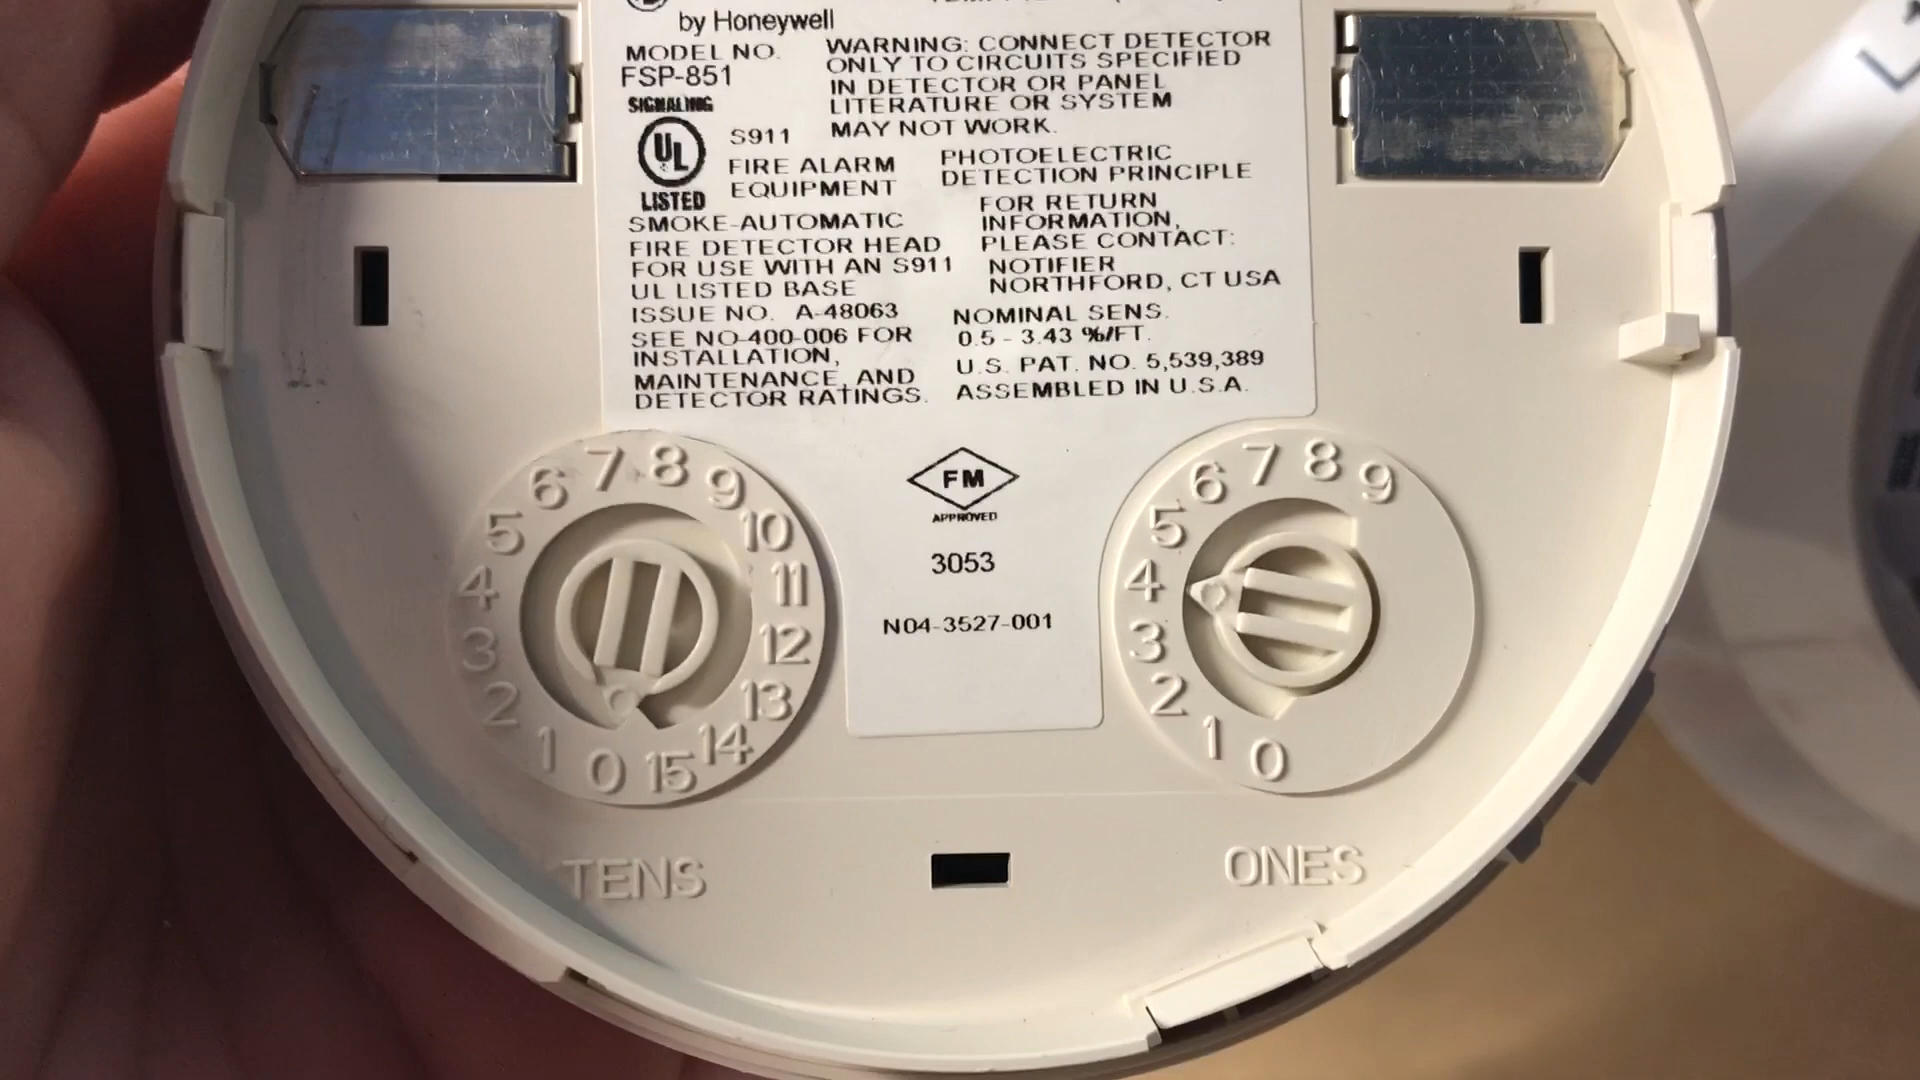 by Honeywell
MODEL NO.
FSP-851
SIGNALING
UL
LISTED
S911
FIRE ALARM
EQUIPMENT
SMOKE-AUTOMATIC
FIRE DETECTOR HEAD
FOR USE WITH AN S911
UL LISTED BASE
ISSUE NO. A-48063
SEE NO-400-006 FOR
INSTALLATION,
MAINTENANCE, AND
DETECTOR RATINGS.
WARNING: CONNECT DETECTOR
ONLY TO CIRCUITS SPECIFIED
IN DETECTOR OR PANEL
LITERATURE OR SYSTEM
MAY NOT WORK.
PHOTOELECTRIC
DETECTION PRINCIPLE
FOR RETURN
INFORMATION,
PLEASE CONTACT:
NOTIFIER
NORTHFORD, CT USA
NOMINAL SENS.
0.5 - 3.43 %/FT.
U.S. PAT. NO. 5,539,389
ASSEMBLED IN U.S.A.
FM
APPROVED
3053
N04-3527-001
0 1 2 3 4 5 6 7 8 9 10 11 12 13 14 15
TENS
0 1 2 3 4 5 6 7 8 9
ONES